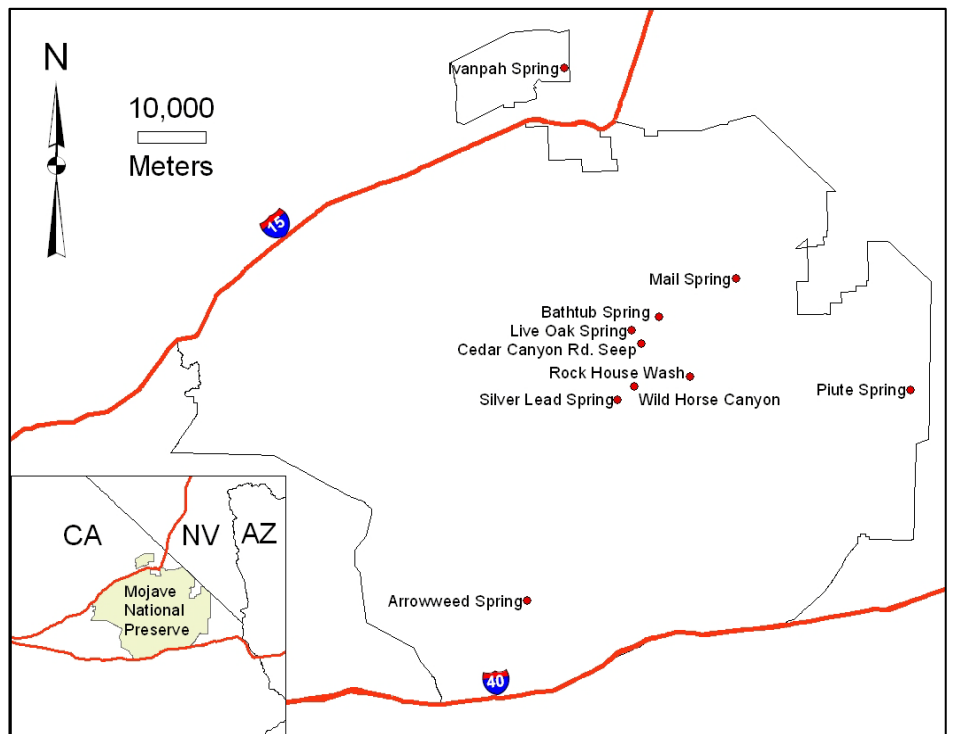 N
10,000
Meters
Ivanpah Spring
15
Mail Spring
Bathtub Spring
Live Oak Spring
Cedar Canyon Rd. Seep
Rock House Wash
Silver Lead Spring
Wild Horse Canyon
Piute Spring
CA
NV
AZ
Mojave
National
Preserve
Arrowweed Spring
40